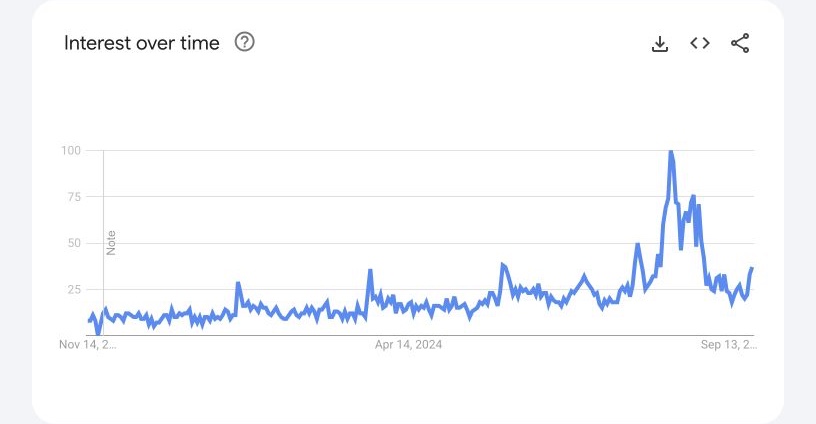 Interest over time
100
75
50
25
Note
Nov 14, 2...
Apr 14, 2024
Sep 13, 2...